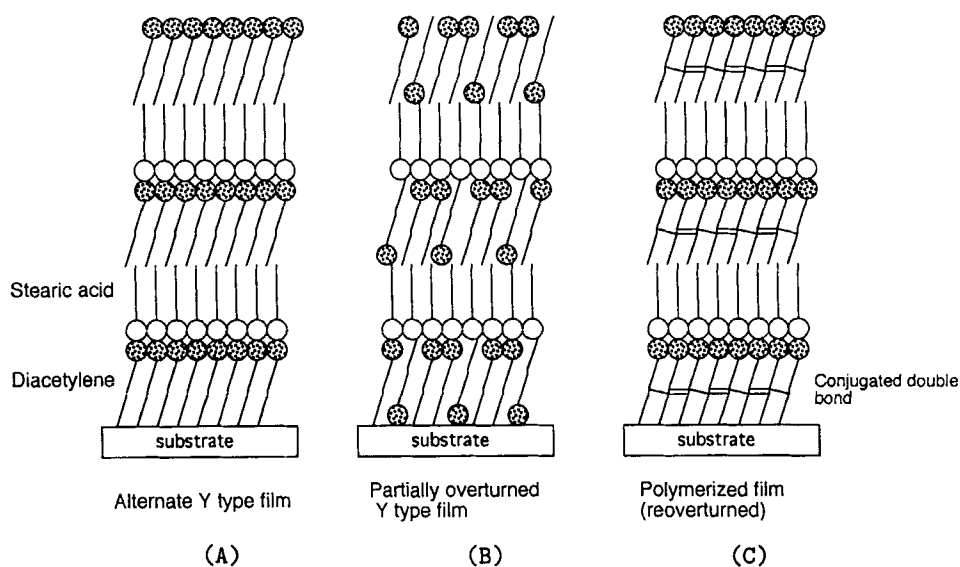 Stearic acid
Diacetylene
Conjugated double
bond
substrate
substrate
substrate
Alternate Y type film
Partially overturned
Y type film
Polymerized film
(reoverturned)
(A)
(B)
(C)